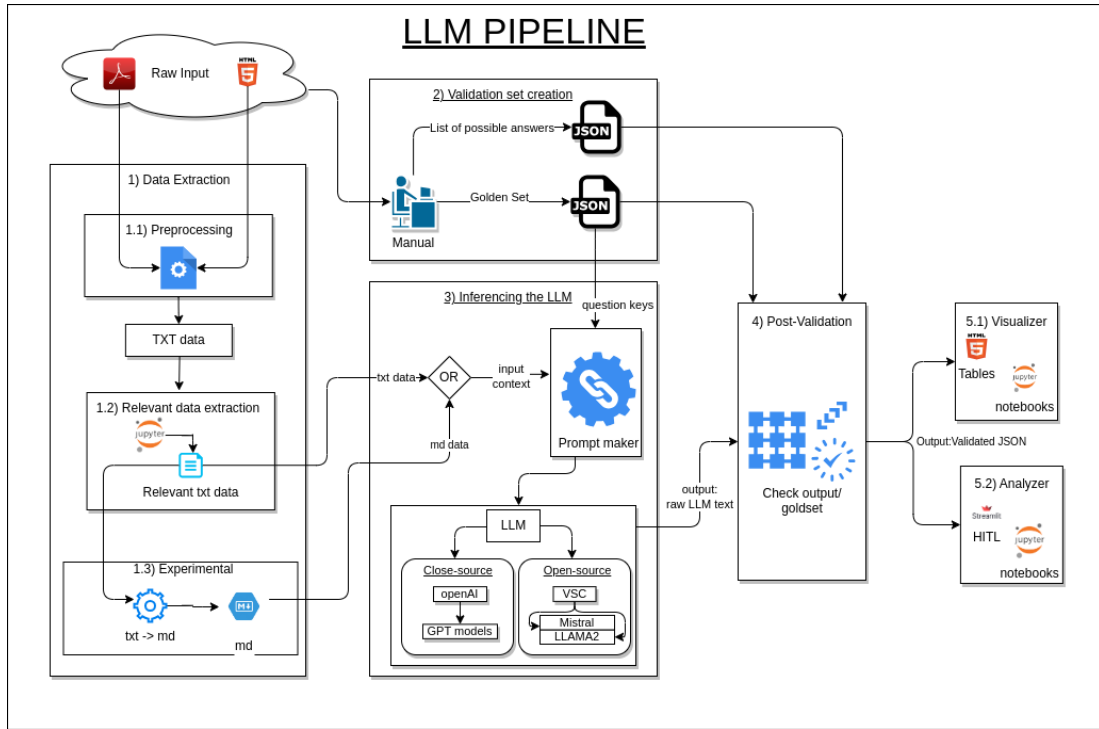 LLM PIPELINE
Raw Input
HTML
5
1) Data Extraction
1.1) Preprocessing
TXT data
1.2) Relevant data extraction
jupyter
Relevant txt data
1.3) Experimental
txt -> md
md
2) Validation set creation
List of possible answers
JSON
Golden Set
JSON
Manual
3) Inferencing the LLM
question keys
txt data
OR
input
context
md data
Prompt maker
LLM
Close-source
openAI
GPT models
Open-source
VSC
Mistral
LLAMA2
output:
raw LLM text
4) Post-Validation
Check output/
goldset
Output:Validated JSON
5.1) Visualizer
HTML
5
Tables
jupyter
notebooks
5.2) Analyzer
Streamlit
HITL
jupyter
notebooks